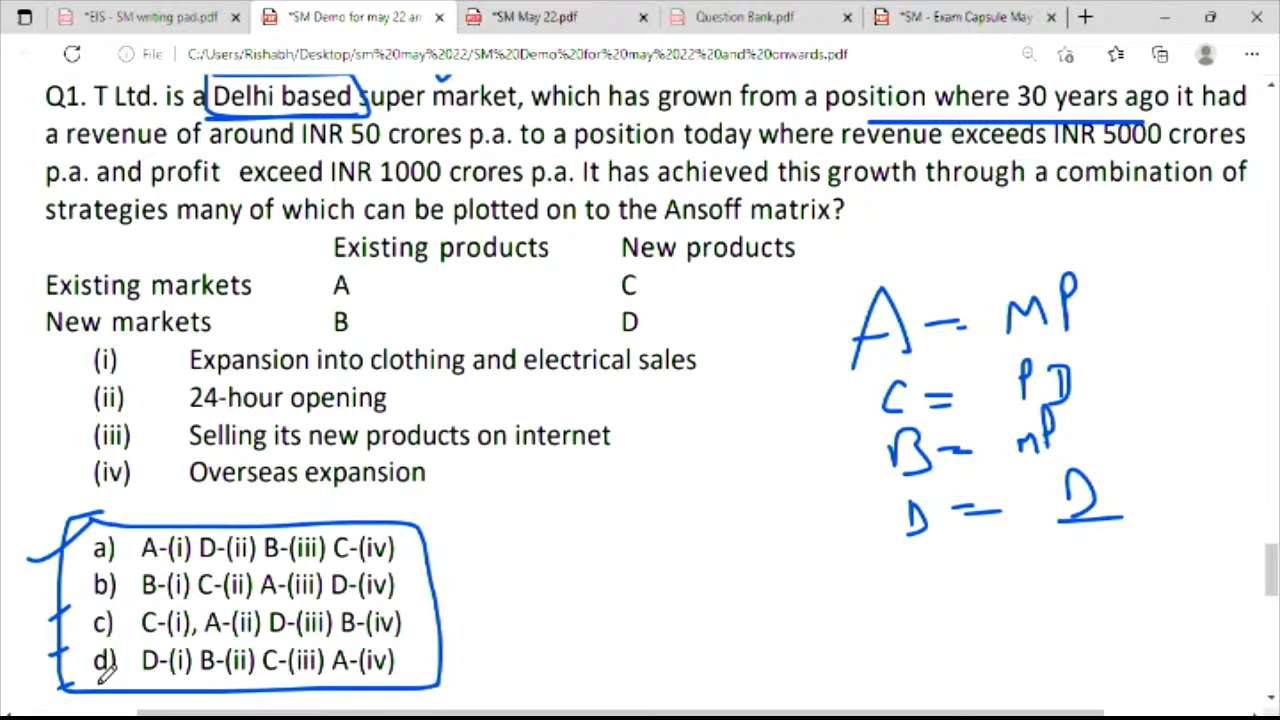 *EIS - SM writing pad.pdf
*SM Demo for may 22 an
*SM May 22.pdf
Question Bank.pdf
*SM - Exam Capsule May
File
C:/Users/Rishabh/Desktop/sm%20may%2022/SM%20Demo%20for%20may%2022%20and%20onwards.pdf
Q1. T Ltd. is a Delhi based super market, which has grown from a position where 30 years ago it had
a revenue of around INR 50 crores p.a. to a position today where revenue exceeds INR 5000 crores
p.a. and profit exceed INR 1000 crores p.a. It has achieved this growth through a combination of
strategies many of which can be plotted on to the Ansoff matrix?
Existing products New products
Existing markets A C
New markets B D
(i) Expansion into clothing and electrical sales
(ii) 24-hour opening
(iii) Selling its new products on internet
(iv) Overseas expansion
A - MP
C = PD
B = MP
D = D
a) A-(i) D-(ii) B-(iii) C-(iv)
b) B-(i) C-(ii) A-(iii) D-(iv)
c) C-(i), A-(ii) D-(iii) B-(iv)
d) D-(i) B-(ii) C-(iii) A-(iv)